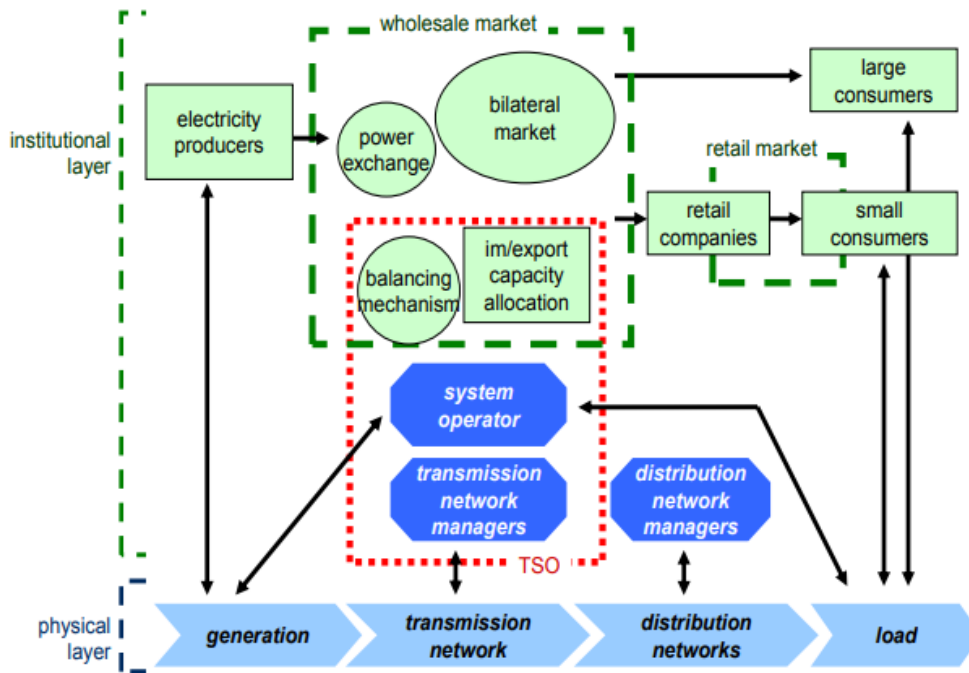 wholesale market
electricity
producers
power
exchange
bilateral
market
large
consumers
institutional
layer
retail market
retail
companies
small
consumers
balancing
mechanism
im/export
capacity
allocation
system
operator
transmission
network
managers
distribution
network
managers
TSO
physical
layer
generation
transmission
network
distribution
networks
load